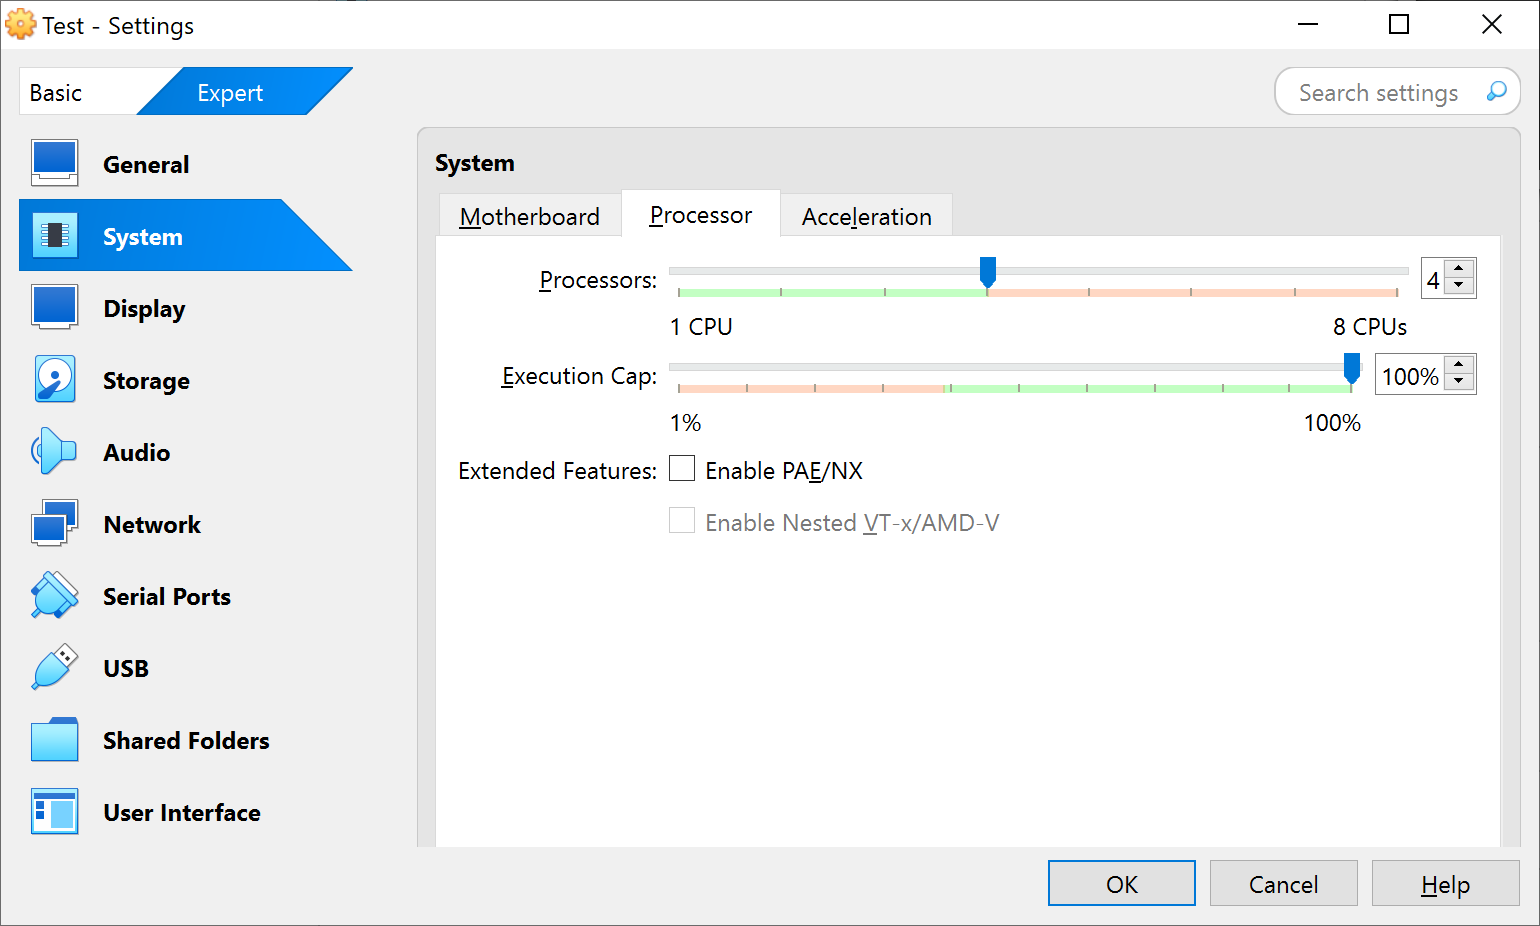 Test - Settings
Basic
Expert
Search settings
General
System
Display
Storage
Audio
Network
Serial Ports
USB
Shared Folders
User Interface
System
Motherboard
Processor
Acceleration
Processors:
4
1 CPU
8 CPUs
Execution Cap:
100%
1%
100%
Extended Features:
Enable PAE/NX
Enable Nested VT-x/AMD-V
OK
Cancel
Help